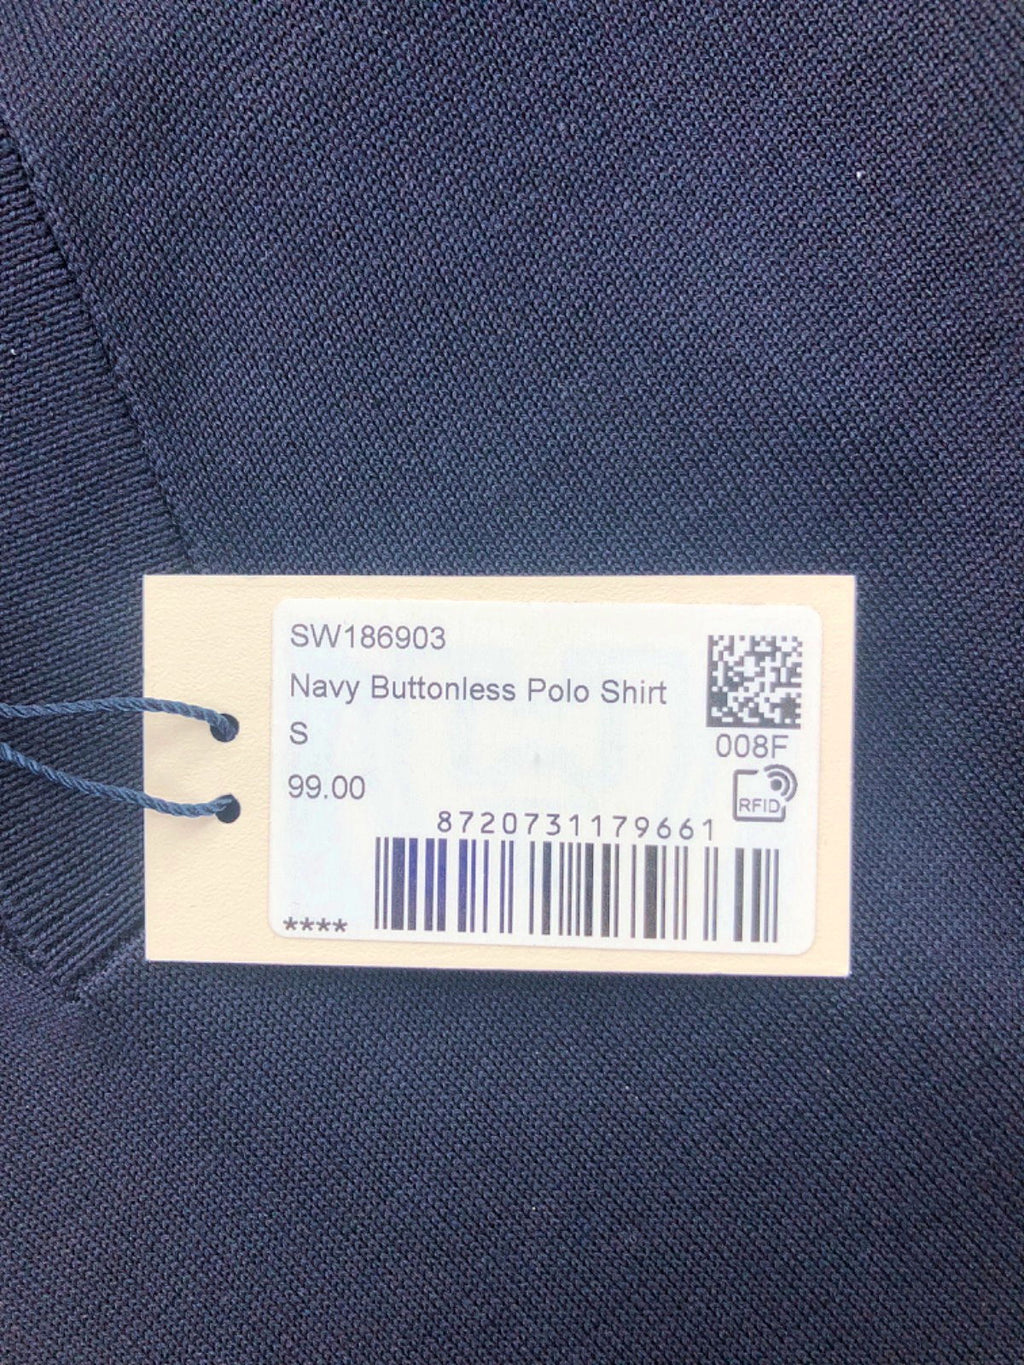 SW186903
Navy Buttonless Polo Shirt
S
008F
99.00
RFID
8720731179661
****